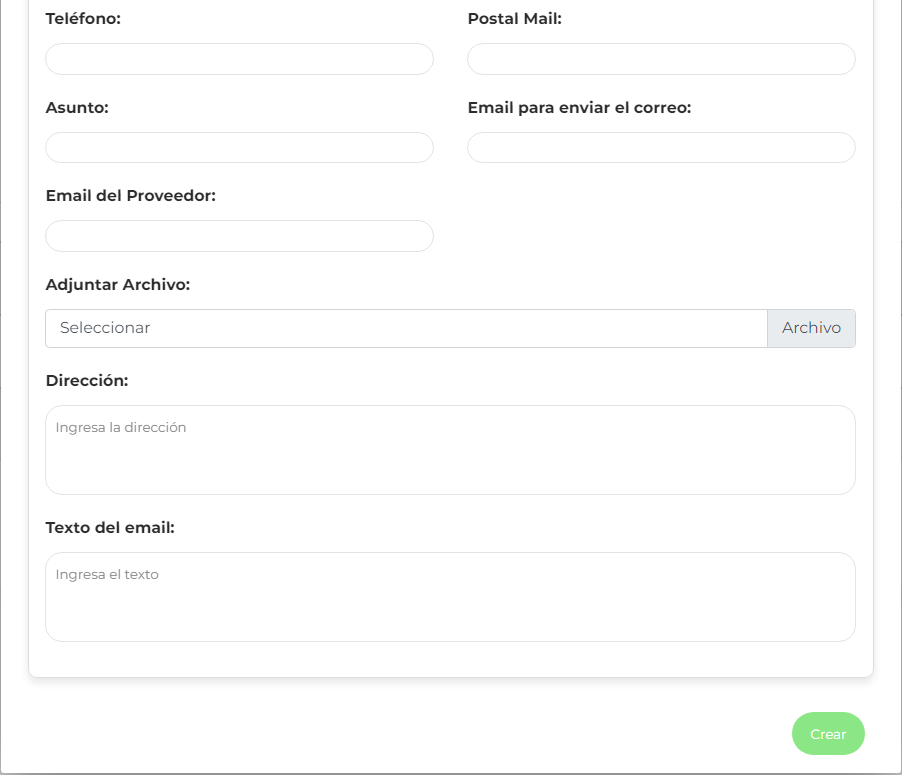 Teléfono:
Postal Mail:
Asunto:
Email para enviar el correo:
Email del Proveedor:
Adjuntar Archivo:
Seleccionar
Archivo
Dirección:
Ingresa la dirección
Texto del email:
Ingresa el texto
Crear